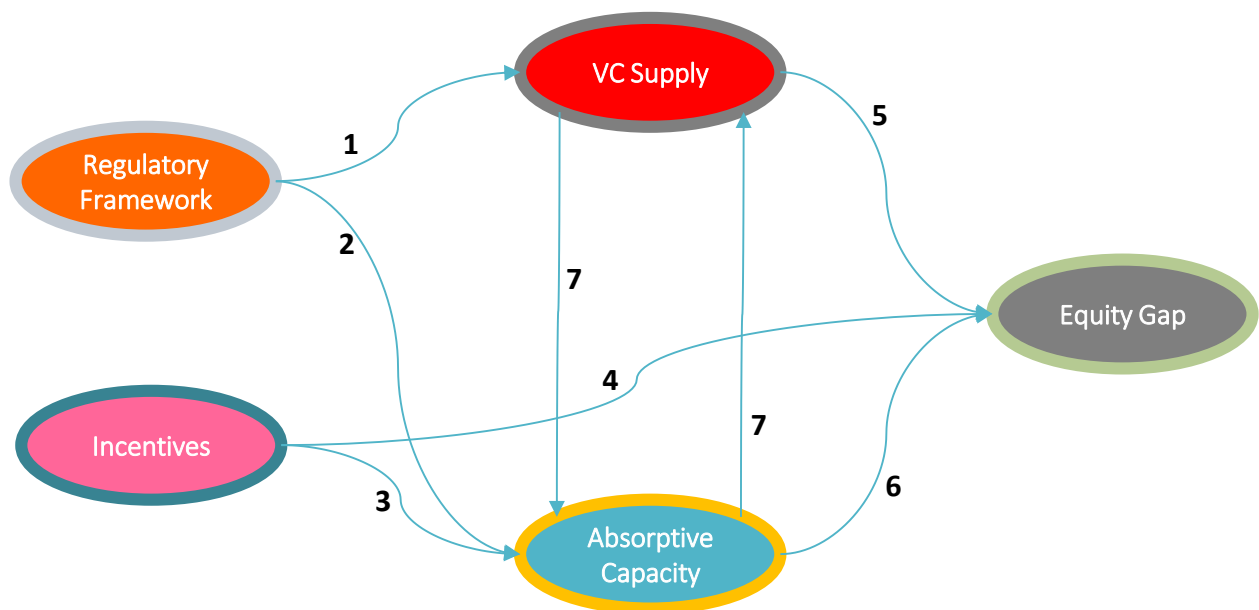 VC Supply
5
1
Regulatory
Framework
2
7
Equity Gap
4
7
Incentives
3
6
Absorptive
Capacity